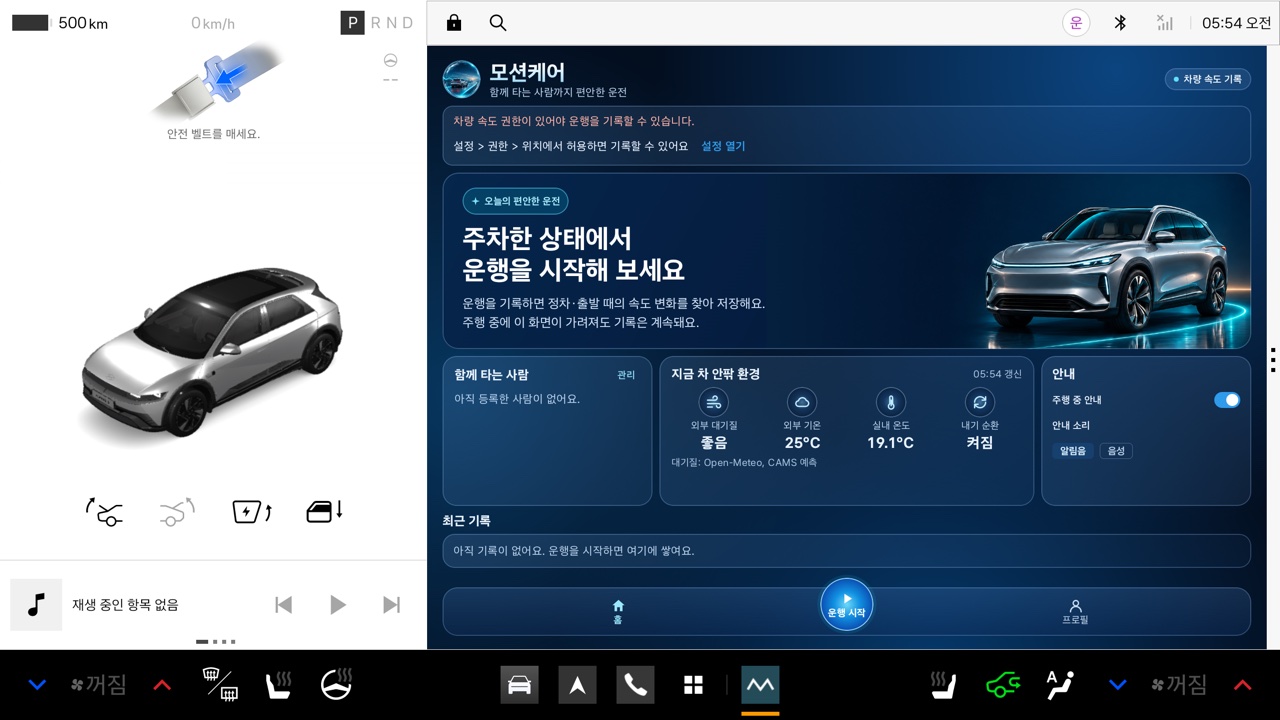 500 km
0 km/h
P R N D
운
05:54 오전
--
안전 벨트를 매세요.
모션케어
함께 타는 사람까지 편안한 운전
차량 속도 기록
차량 속도 권한이 있어야 운행을 기록할 수 있습니다.
설정 > 권한 > 위치에서 허용하면 기록할 수 있어요 설정 열기
오늘의 편안한 운전
주차한 상태에서
운행을 시작해 보세요
운행을 기록하면 정차·출발 때의 속도 변화를 찾아 저장해요.
주행 중에 이 화면이 가려져도 기록은 계속돼요.
함께 타는 사람 관리
아직 등록한 사람이 없어요.
지금 차 안팎 환경 05:54 갱신
외부 대기질 외부 기온 실내 온도 내기 순환
좋음 25°C 19.1°C 켜짐
대기질: Open-Meteo, CAMS 예측
안내
주행 중 안내
안내 소리
알림음 음성
최근 기록
아직 기록이 없어요. 운행을 시작하면 여기에 쌓여요.
재생 중인 항목 없음
홈
운행 시작
프로필
꺼짐
A
꺼짐